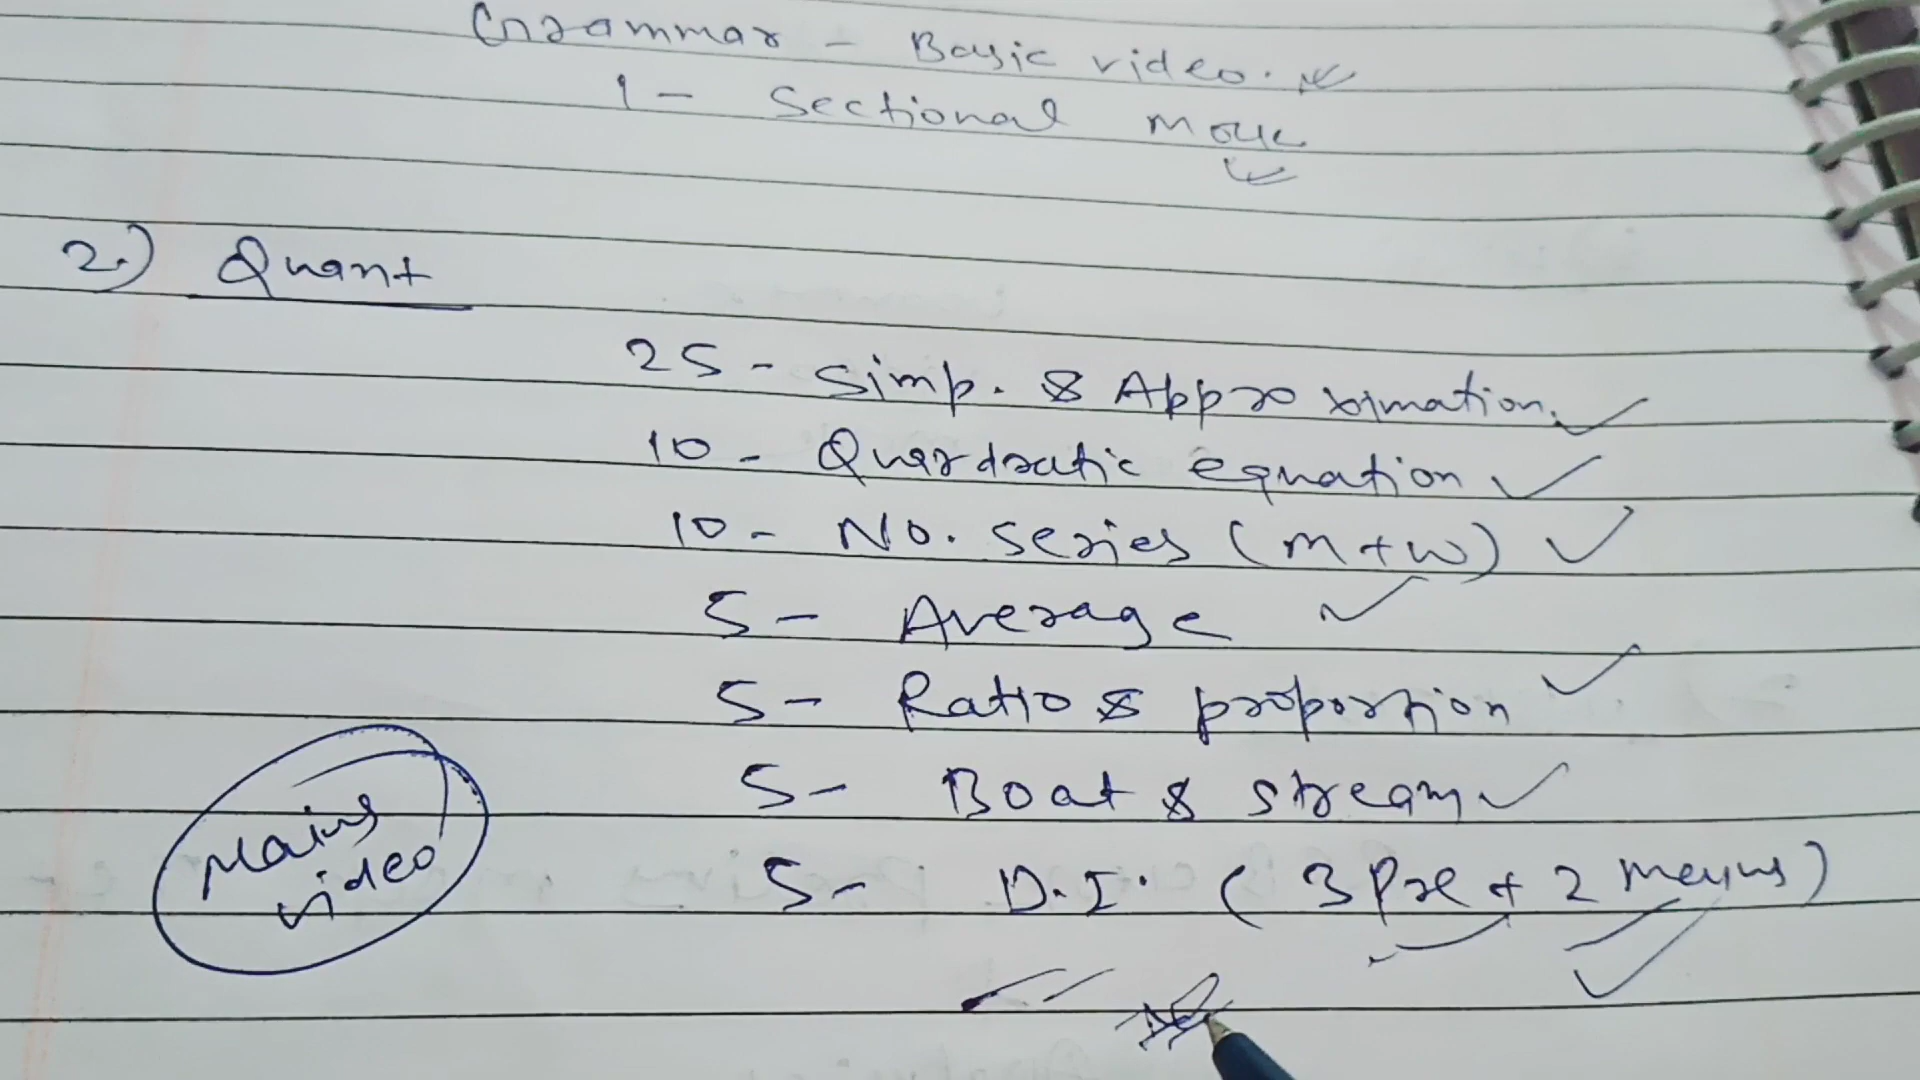 Grammar - Basic video.
1 - Sectional Mock
2.) Quant
25 - Simp. & Approximation.
10 - Quardratic equation
10 - No. series (M+W)
5 - Average
5 - Ratio & proportion
5 - Boat & stream
5 - D.I. (3 Pre + 2 Mains)
Mains
video